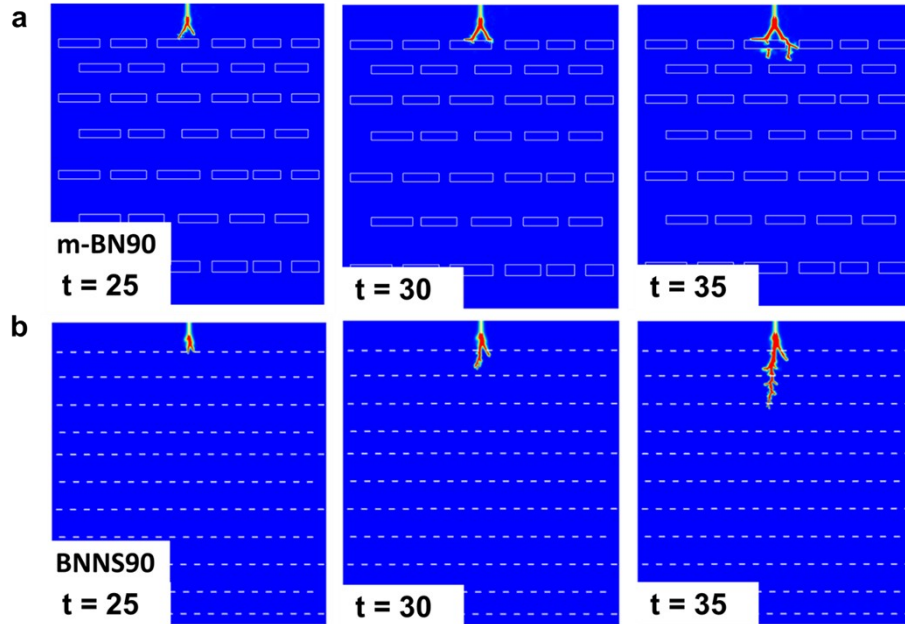 a
m-BN90
t = 25
t = 30
t = 35
b
BNNS90
t = 25
t = 30
t = 35